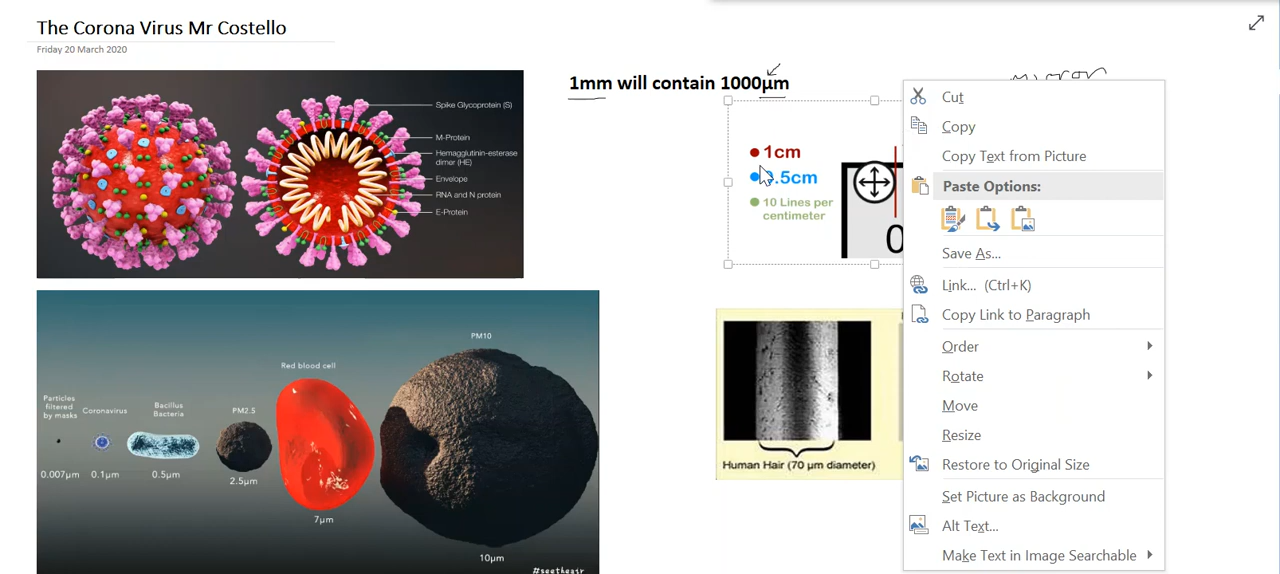 The Corona Virus Mr Costello
Friday 20 March 2020
1mm will contain 1000µm
micron
Spike Glycoprotein (S)
M-Protein
Hemagglutinin-esterase
dimer (HE)
Envelope
RNA and N protein
E-Protein
1cm
.5cm
10 Lines per
centimeter
0
Cut
Copy
Copy Text from Picture
Paste Options:
Save As...
Link... (Ctrl+K)
Copy Link to Paragraph
Order
Rotate
Move
Resize
Restore to Original Size
Set Picture as Background
Alt Text...
Make Text in Image Searchable
Particles
filtered
by masks
0.007µm
Coronavirus
0.1µm
Bacillus
Bacteria
0.5µm
PM2.5
2.5µm
Red blood cell
7µm
PM10
10µm
#seetheair
Human Hair (70 µm diameter)